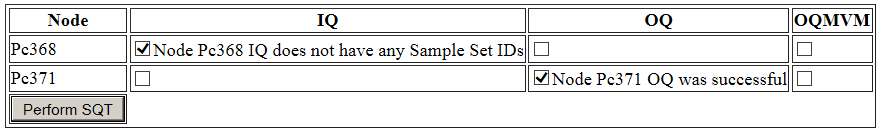 Node IQ OQ OQMVM
Pc368 Node Pc368 IQ does not have any Sample Set IDs
Pc371 Node Pc371 OQ was successful
Perform SQT